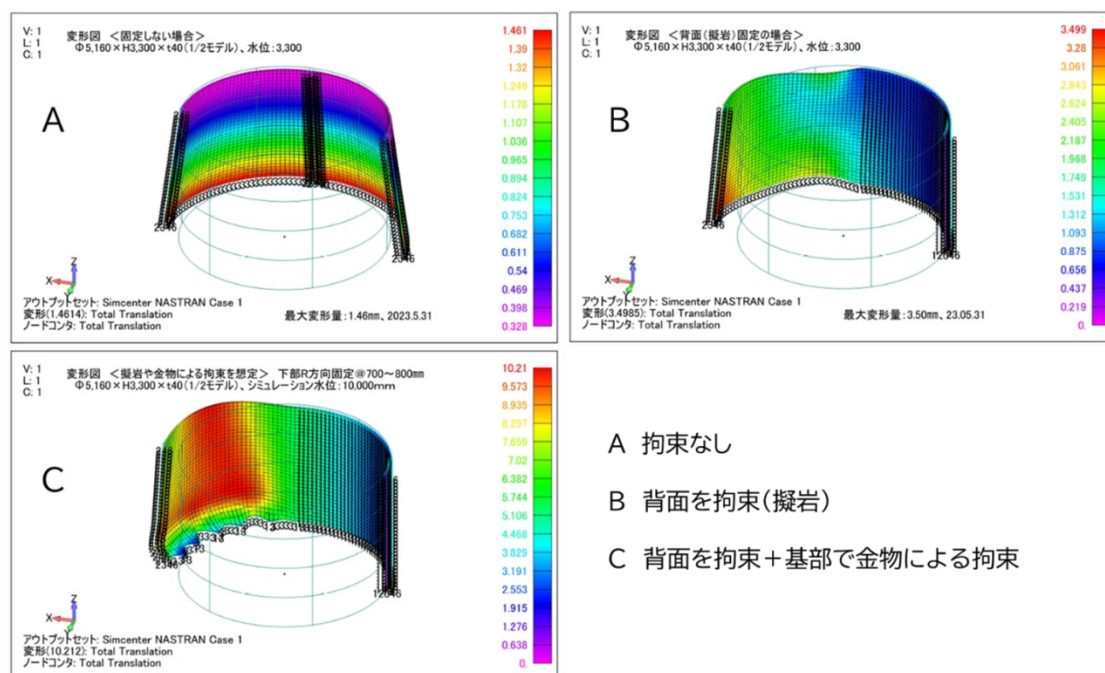 V: 1
L: 1
C: 1
変形図 <固定しない場合>
Φ5,160×H3,300×t40(1/2モデル)、水位:3,300
A
1.461
1.39
1.32
1.249
1.178
1.107
1.036
0.965
0.894
0.824
0.753
0.682
0.611
0.54
0.469
0.398
0.328
2346
2346
X
Y
Z
アウトプットセット: Simcenter NASTRAN Case 1
変形(1.4614): Total Translation
ノードコンタ: Total Translation
最大変形量:1.46mm、2023.5.31
V: 1
L: 1
C: 1
変形図 <背面(擬岩)固定の場合>
Φ5,160×H3,300×t40(1/2モデル)、水位:3,300
B
3.499
3.28
3.061
2.843
2.624
2.405
2.187
1.968
1.749
1.531
1.312
1.093
0.875
0.656
0.437
0.219
0.
2346
X
Y
Z
アウトプットセット: Simcenter NASTRAN Case 1
変形(3.4985): Total Translation
ノードコンタ: Total Translation
最大変形量:3.50mm、23.05.31
V: 1
L: 1
C: 1
変形図 <擬岩や金物による拘束を想定> 下部R方向固定@700～800mm
Φ5,160×H3,300×t40(1/2モデル)、シミュレーション水位:10,000mm
C
10.21
9.573
8.935
8.297
7.659
7.02
6.382
5.744
5.106
4.468
3.829
3.191
2.553
1.915
1.276
0.638
0.
X
Y
Z
アウトプットセット: Simcenter NASTRAN Case 1
変形(10.212): Total Translation
ノードコンタ: Total Translation
A 拘束なし
B 背面を拘束(擬岩)
C 背面を拘束＋基部で金物による拘束